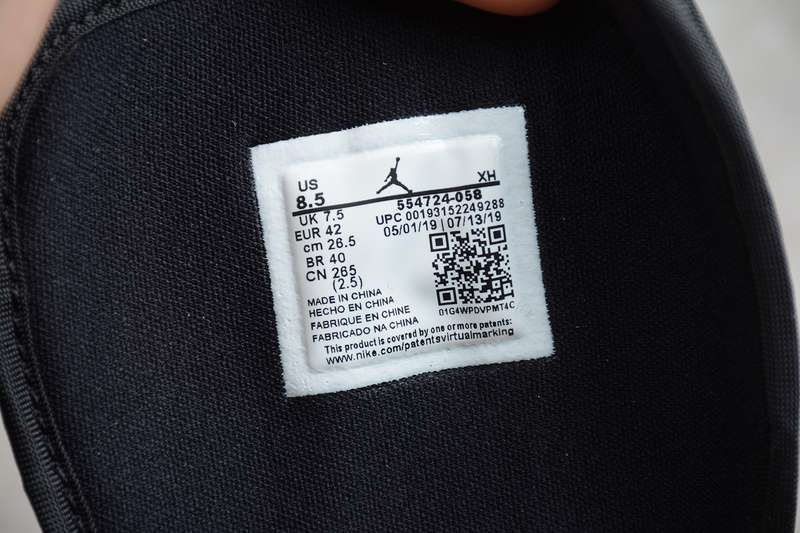 US
XH
8.5
554724-058
UK 7.5
UPC 00193152249288
EUR 42
05/01/19 | 07/13/19
cm 26.5
BR 40
CN 265
(2.5)
01G4WPDVPMT4C
MADE IN CHINA
HECHO EN CHINA
FABRIQUE EN CHINE
FABRICADO NA CHINA
This product is covered by one or more patents:
www.nike.com/patentsvirtualmarking